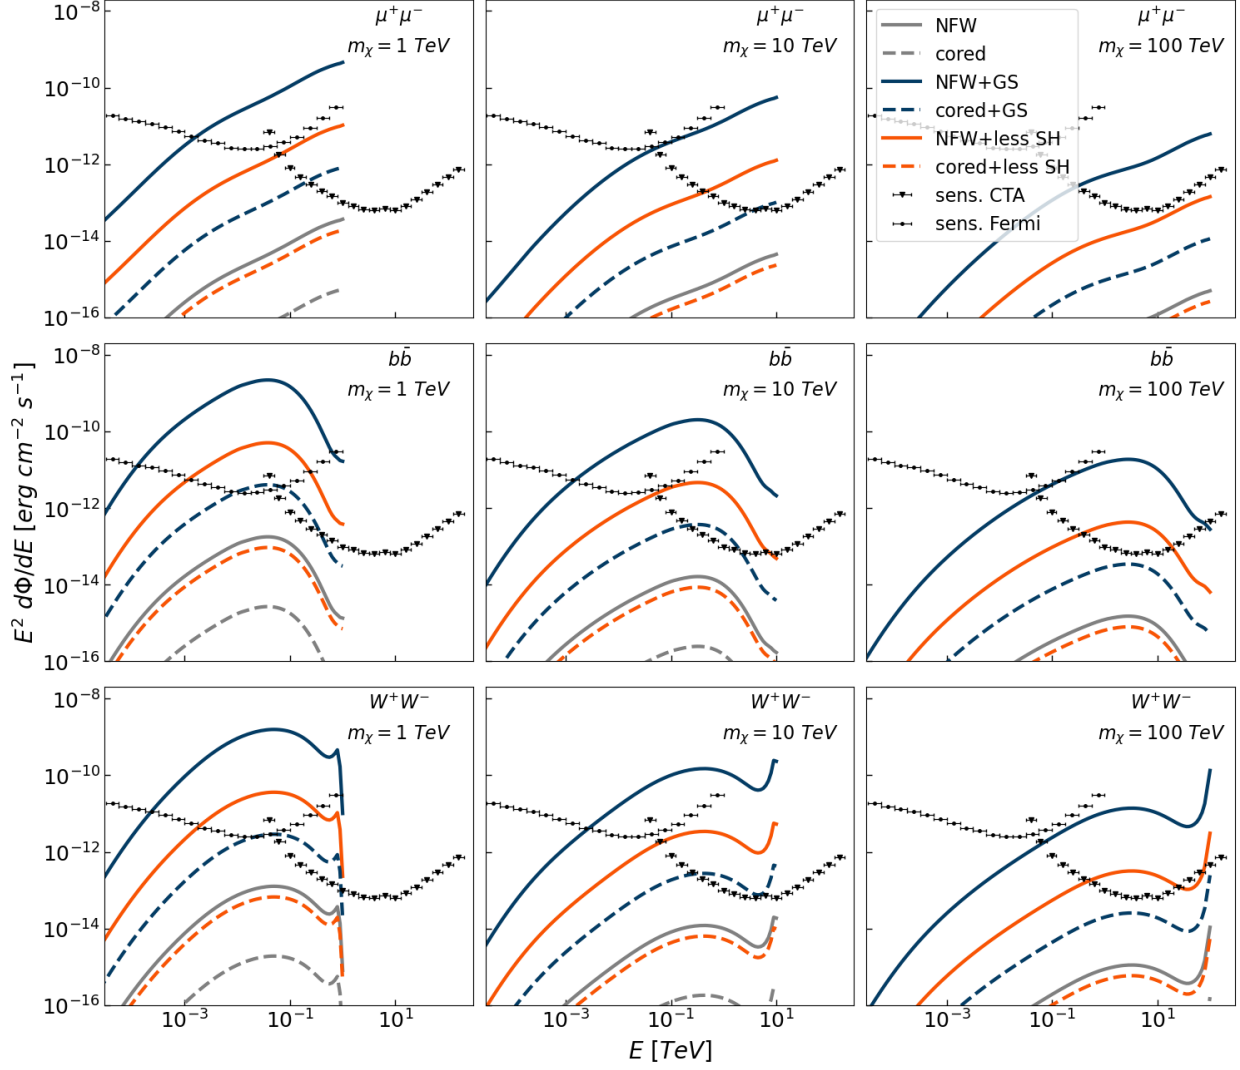 10⁻⁸
10⁻¹⁰
10⁻¹²
10⁻¹⁴
10⁻¹⁶
μ⁺μ⁻
m_χ = 1 TeV
μ⁺μ⁻
m_χ = 10 TeV
μ⁺μ⁻
m_χ = 100 TeV
NFW
cored
NFW+GS
cored+GS
NFW+less SH
cored+less SH
sens. CTA
sens. Fermi
10⁻⁸
10⁻¹⁰
10⁻¹²
10⁻¹⁴
10⁻¹⁶
bb̄
m_χ = 1 TeV
bb̄
m_χ = 10 TeV
bb̄
m_χ = 100 TeV
E² dΦ/dE [erg cm⁻² s⁻¹]
10⁻⁸
10⁻¹⁰
10⁻¹²
10⁻¹⁴
10⁻¹⁶
W⁺W⁻
m_χ = 1 TeV
W⁺W⁻
m_χ = 10 TeV
W⁺W⁻
m_χ = 100 TeV
10⁻³ 10⁻¹ 10¹
10⁻³ 10⁻¹ 10¹
10⁻³ 10⁻¹ 10¹
E [TeV]